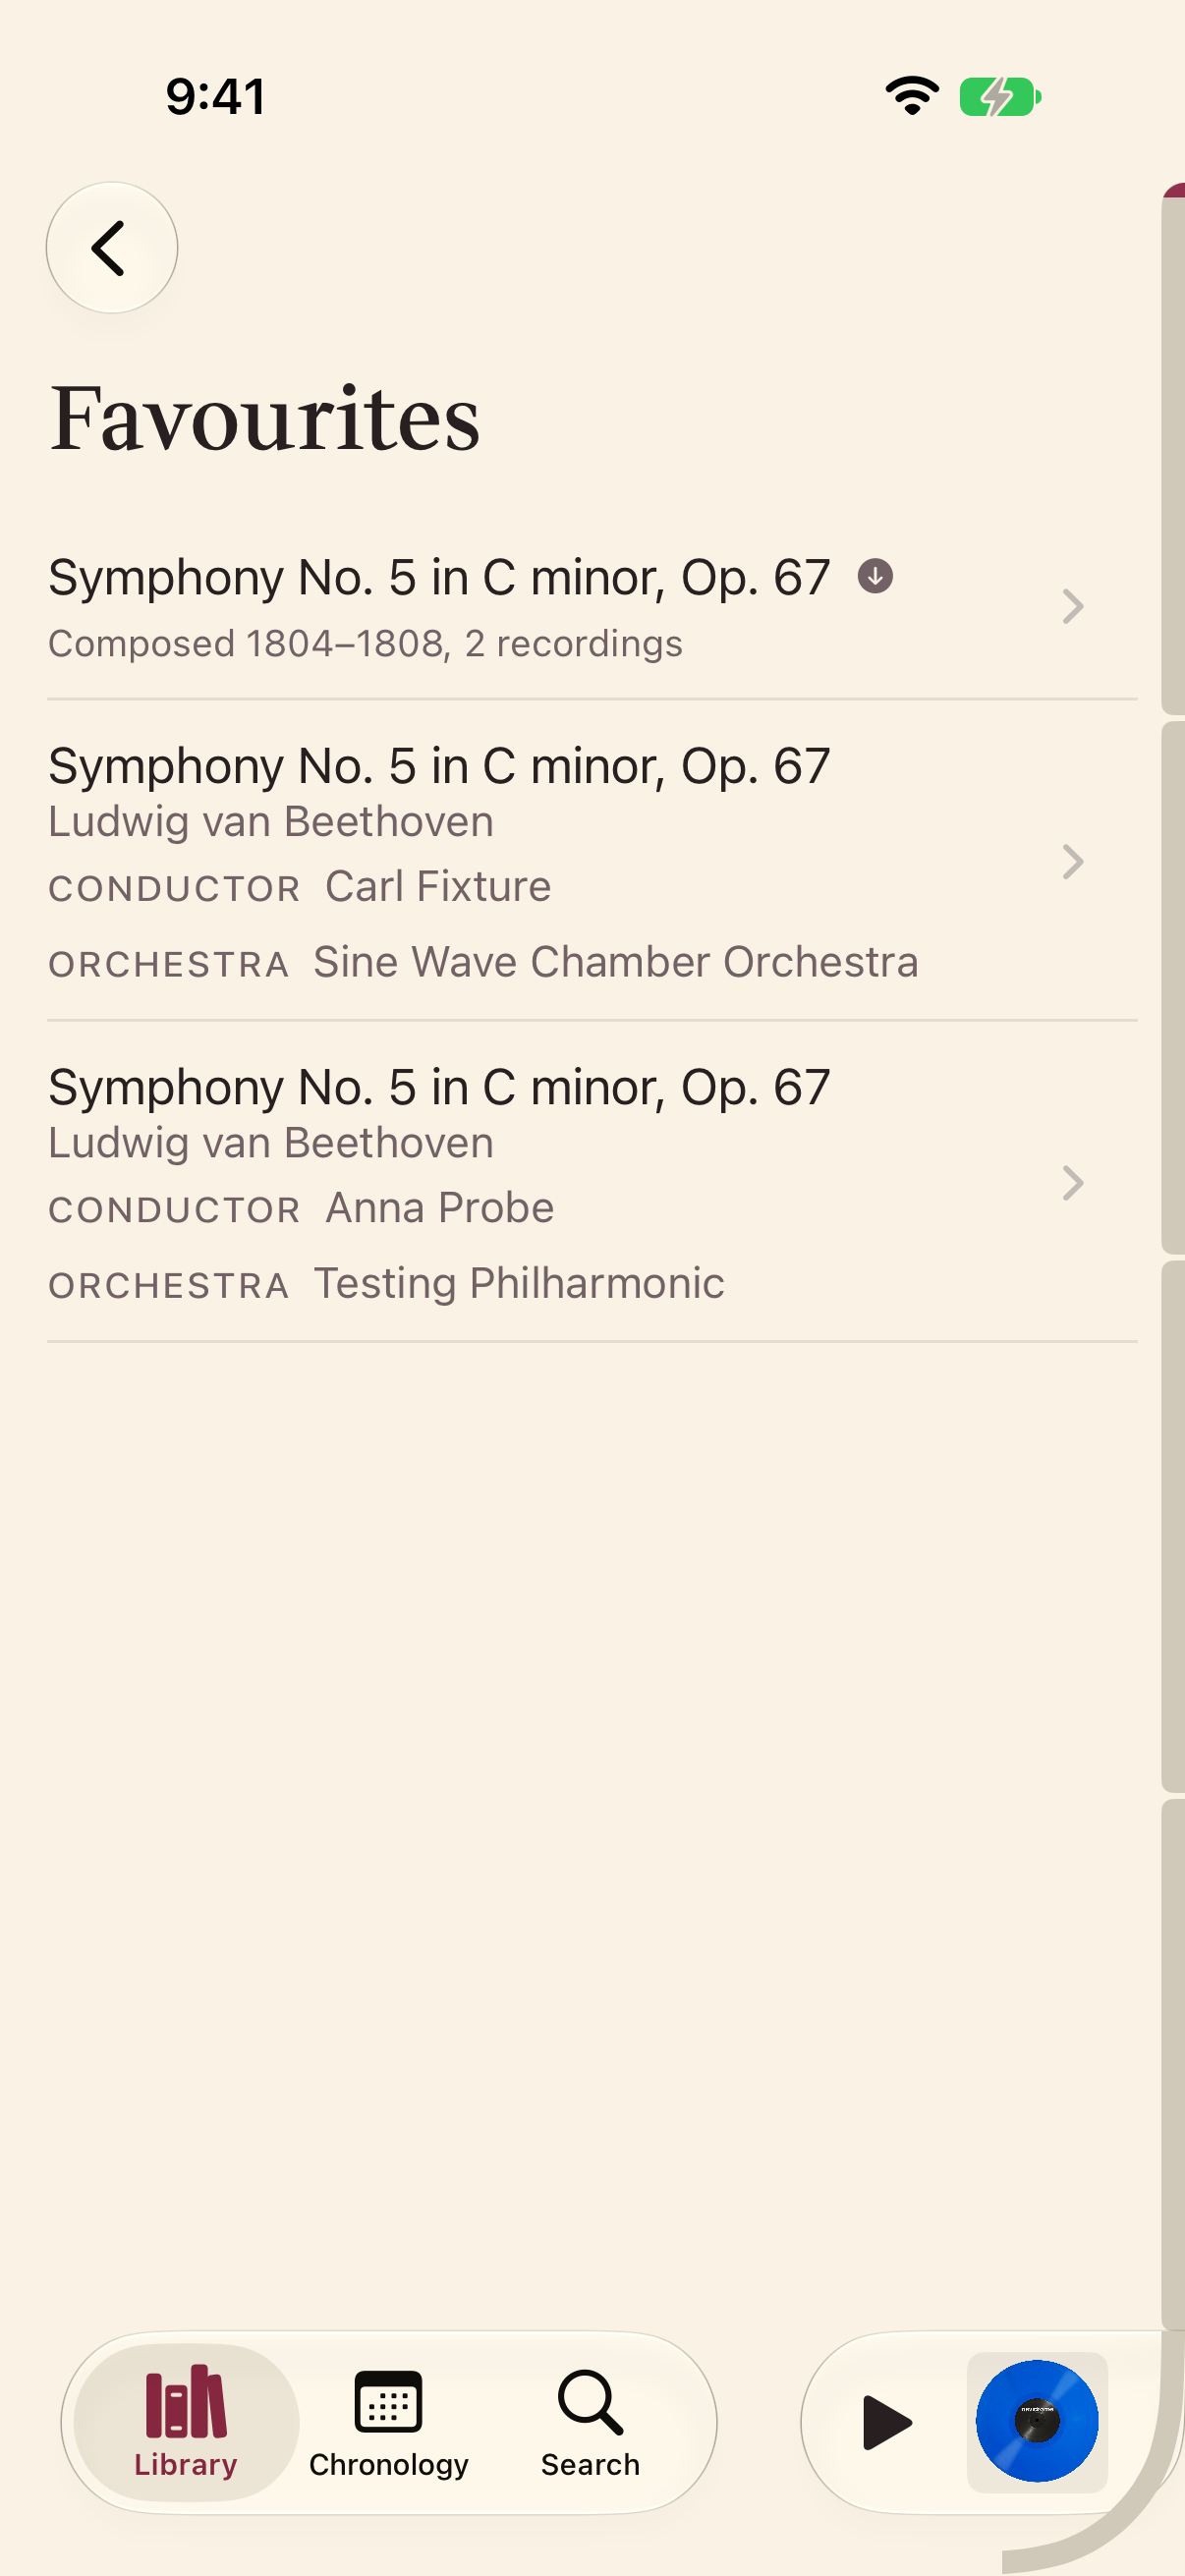 9:41
Favourites
Symphony No. 5 in C minor, Op. 67
Composed 1804–1808, 2 recordings
Symphony No. 5 in C minor, Op. 67
Ludwig van Beethoven
CONDUCTOR Carl Fixture
ORCHESTRA Sine Wave Chamber Orchestra
Symphony No. 5 in C minor, Op. 67
Ludwig van Beethoven
CONDUCTOR Anna Probe
ORCHESTRA Testing Philharmonic
Library
Chronology
Search
navidrome